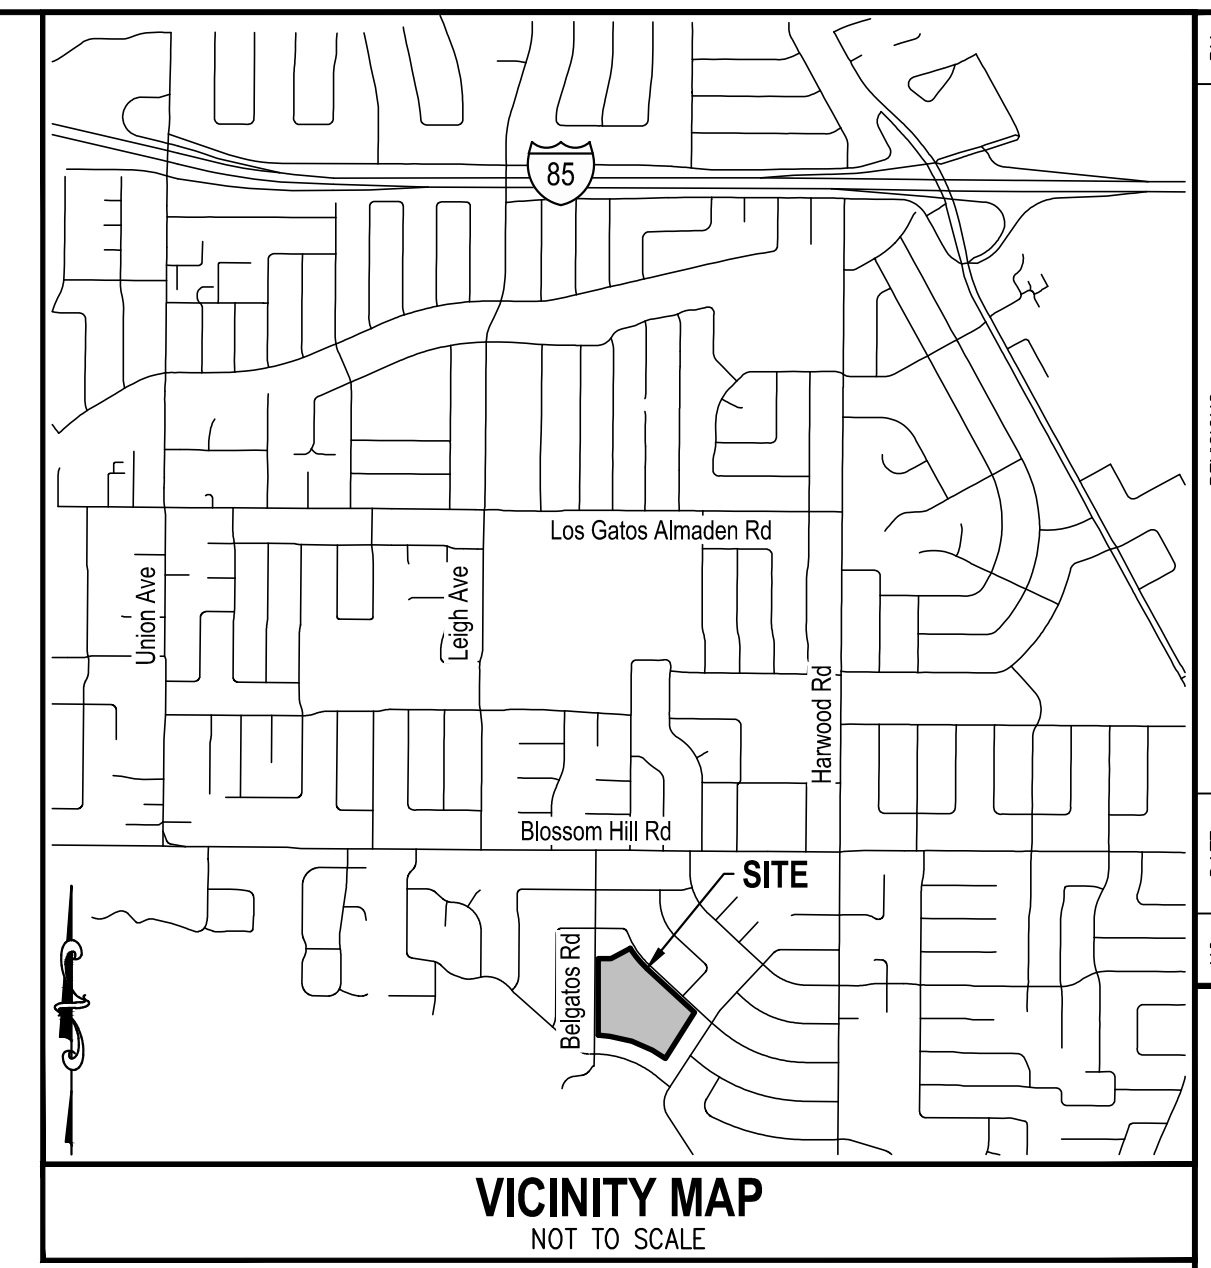 85
Los Gatos Almaden Rd
Union Ave
Leigh Ave
Harwood Rd
Blossom Hill Rd
SITE
Belgatos Rd
VICINITY MAP
NOT TO SCALE